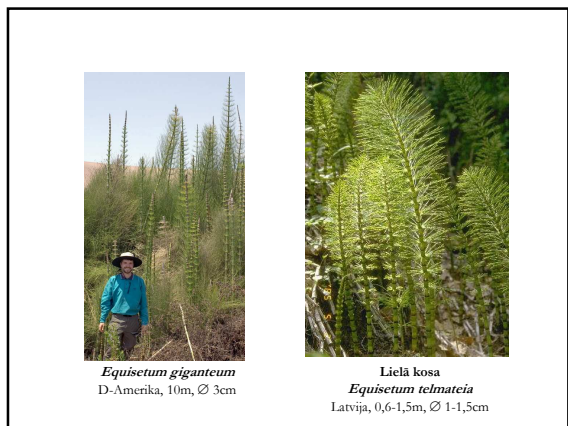 Equisetum giganteum
D-Amerika, 10m, ∅ 3cm
Lielā kosa
Equisetum telmateia
Latvija, 0,6-1,5m, ∅ 1-1,5cm